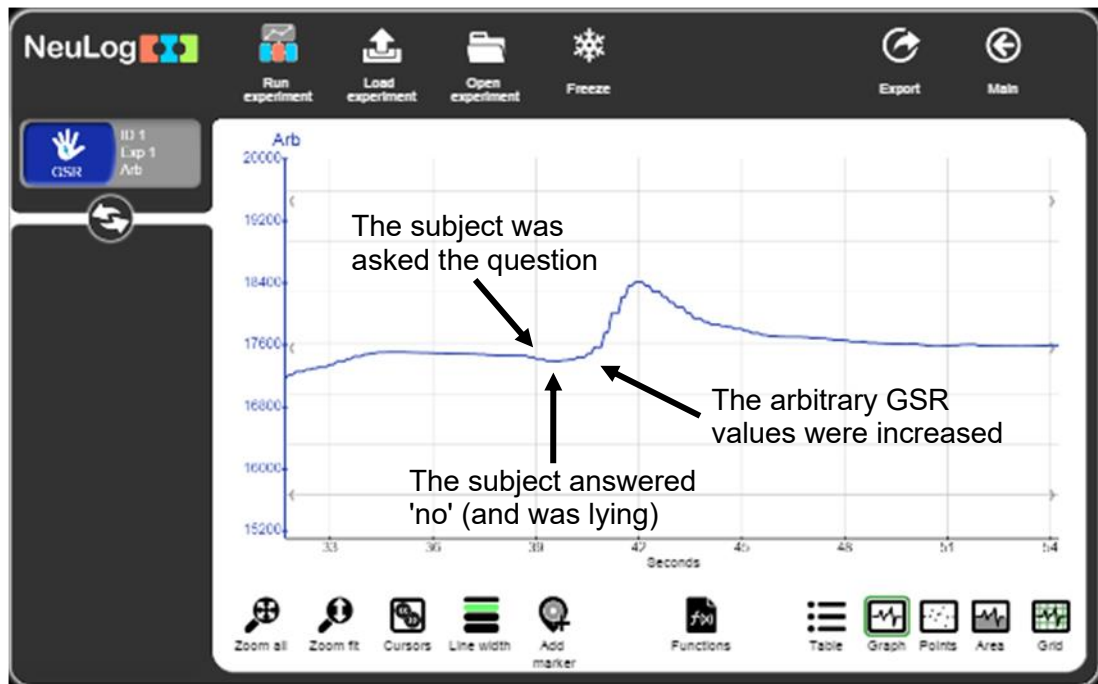 NeuLog
Run
experiment
Load
experiment
Open
experiment
Freeze
Export
Main
GSR
ID 1
Exp 1
Arb
Arb
20000
19200
18400
17600
16800
16000
15200
The subject was
asked the question
The arbitrary GSR
values were increased
The subject answered
'no' (and was lying)
33 36 39 42 45 48 51 54
Seconds
Zoom all
Zoom fit
Cursors
Line width
Add
marker
f(x)
Functions
Table
Graph
Points
Area
Grid